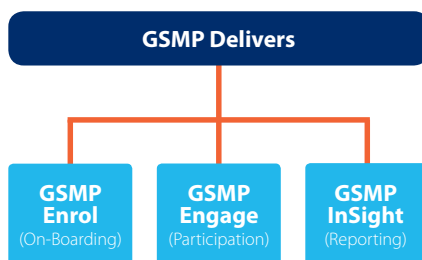 GSMP Delivers
GSMP
Enrol
(On-Boarding)
GSMP
Engage
(Participation)
GSMP
InSight
(Reporting)